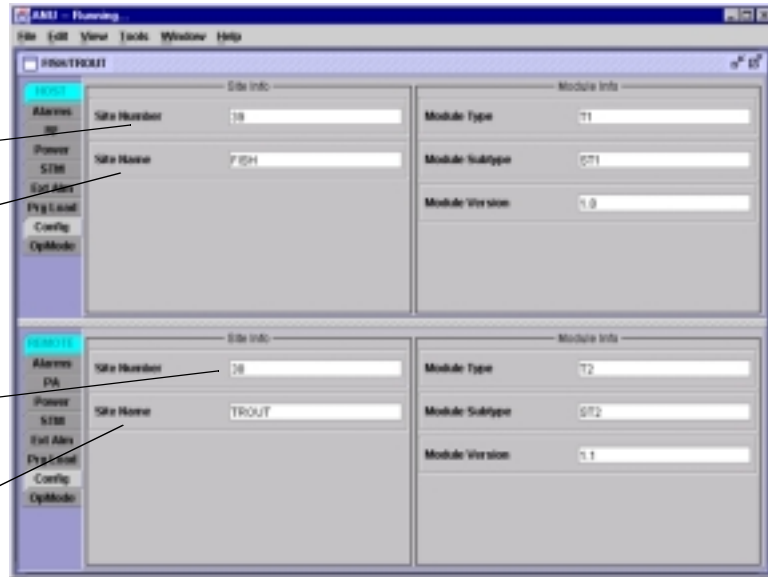 AMU - Running...
File Edit View Tools Window Help
FISH/TROUT
HOST
Alarms
RF
Power
STM
Ext Alm
Prg Load
Config
OpMode
Site Info
Site Number
Site Name FISH
Module Info
Module Type T1
Module Subtype ST1
Module Version 1.0
REMOTE
Alarms
PA
Power
STM
Ext Alm
Prg Load
Config
OpMode
Site Info
Site Number
Site Name TROUT
Module Info
Module Type T2
Module Subtype ST2
Module Version 1.1